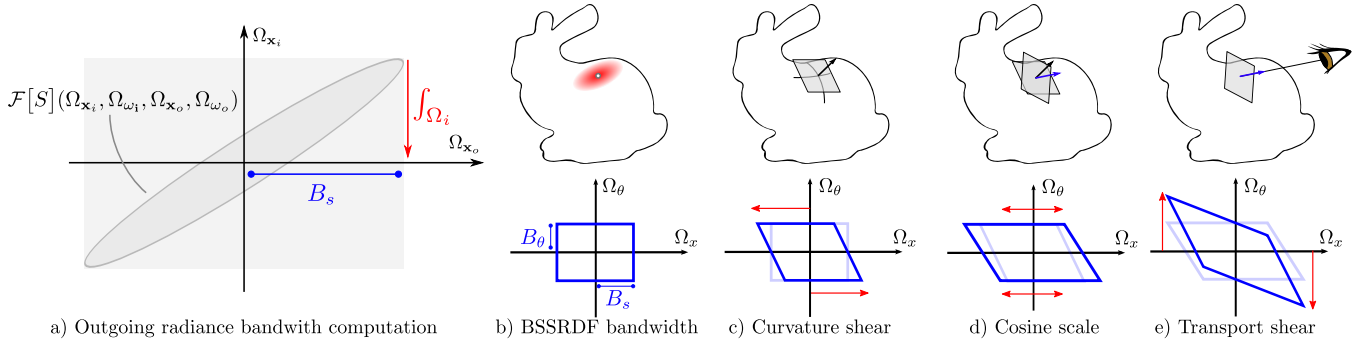 Ω_{x_i}
F[S](Ω_{x_i}, Ω_{ω_i}, Ω_{x_o}, Ω_{ω_o})
∫_{Ω_i}
Ω_{x_o}
B_s
a) Outgoing radiance bandwith computation
Ω_θ
B_θ
Ω_x
B_s
b) BSSRDF bandwidth
Ω_θ
Ω_x
c) Curvature shear
Ω_θ
Ω_x
d) Cosine scale
Ω_θ
Ω_x
e) Transport shear